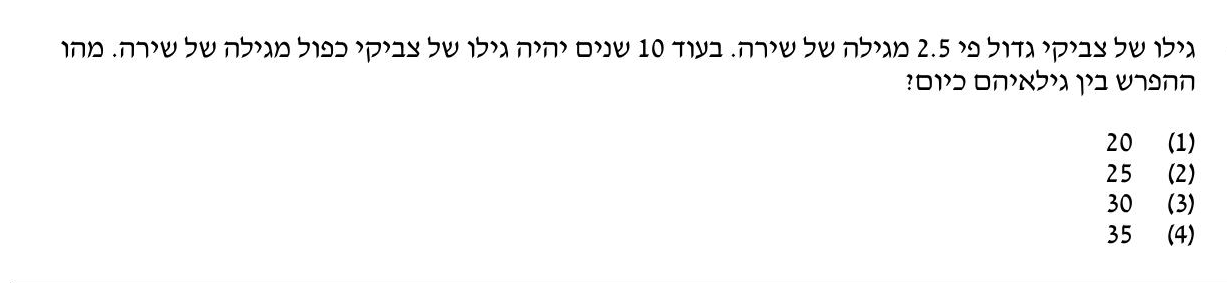 גילו של צביקי גדול פי 2.5 מגילה של שירה. בעוד 10 שנים יהיה גילו של צביקי כפול מגילה של שירה. מהו
ההפרש בין גילאיהם כיום?
(1) 20
(2) 25
(3) 30
(4) 35